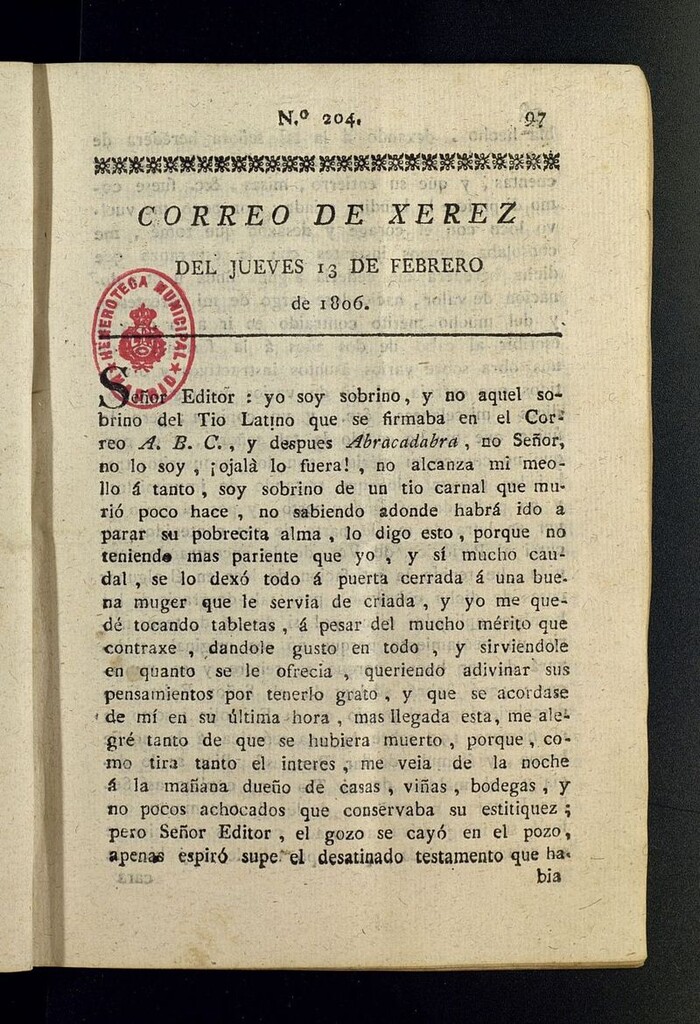 N.º 204. 97
CORREO DE XEREZ
DEL JUEVES 13 DE FEBRERO
de 1806.
HEMEROTECA MUNICIPAL
MADRID
Señor Editor : yo soy sobrino, y no aquel so-
brino del Tio Latino que se firmaba en el Cor-
reo A. B. C., y despues Abracadabra , no Señor,
no lo soy , ¡ojalà lo fuera! , no alcanza mi meo-
llo á tanto , soy sobrino de un tio carnal que mu-
rió poco hace , no sabiendo adonde habrá ido a
parar su pobrecita alma , lo digo esto , porque no
teniendo mas pariente que yo , y sí mucho cau-
dal , se lo dexó todo á puerta cerrada á una bue-
na muger que le servia de criada , y yo me que-
dé tocando tabletas , á pesar del mucho mérito que
contraxe , dandole gusto en todo , y sirviendole
en quanto se le ofrecia , queriendo adivinar sus
pensamientos por tenerlo grato , y que se acordase
de mí en su última hora , mas llegada esta, me ale-
gré tanto de que se hubiera muerto , porque , co-
mo tira tanto el interes , me veia de la noche
á la mañana dueño de casas , viñas , bodegas , y
no pocos achocados que conservaba su estitiquez ;
pero Señor Editor , el gozo se cayó en el pozo,
apenas espiró supe el desatinado testamento que ha-
bia